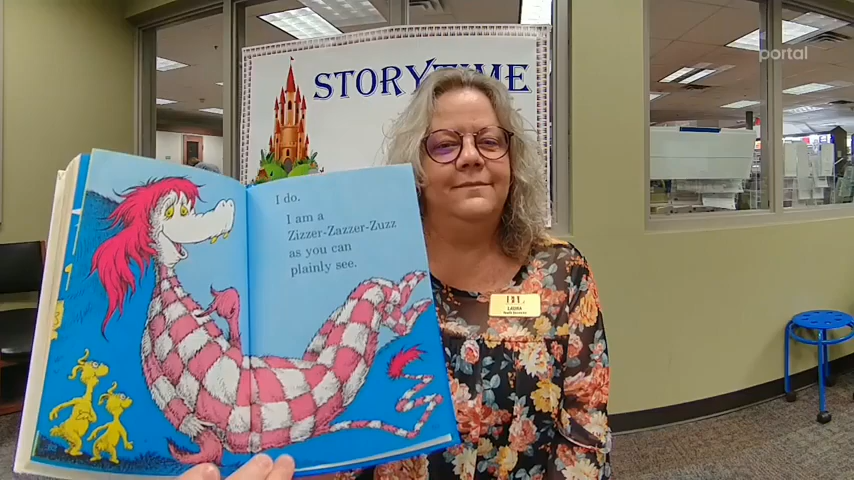 portal
STORYTIME
I do.
I am a
Zizzer-Zazzer-Zuzz
as you can
plainly see.
LAURA